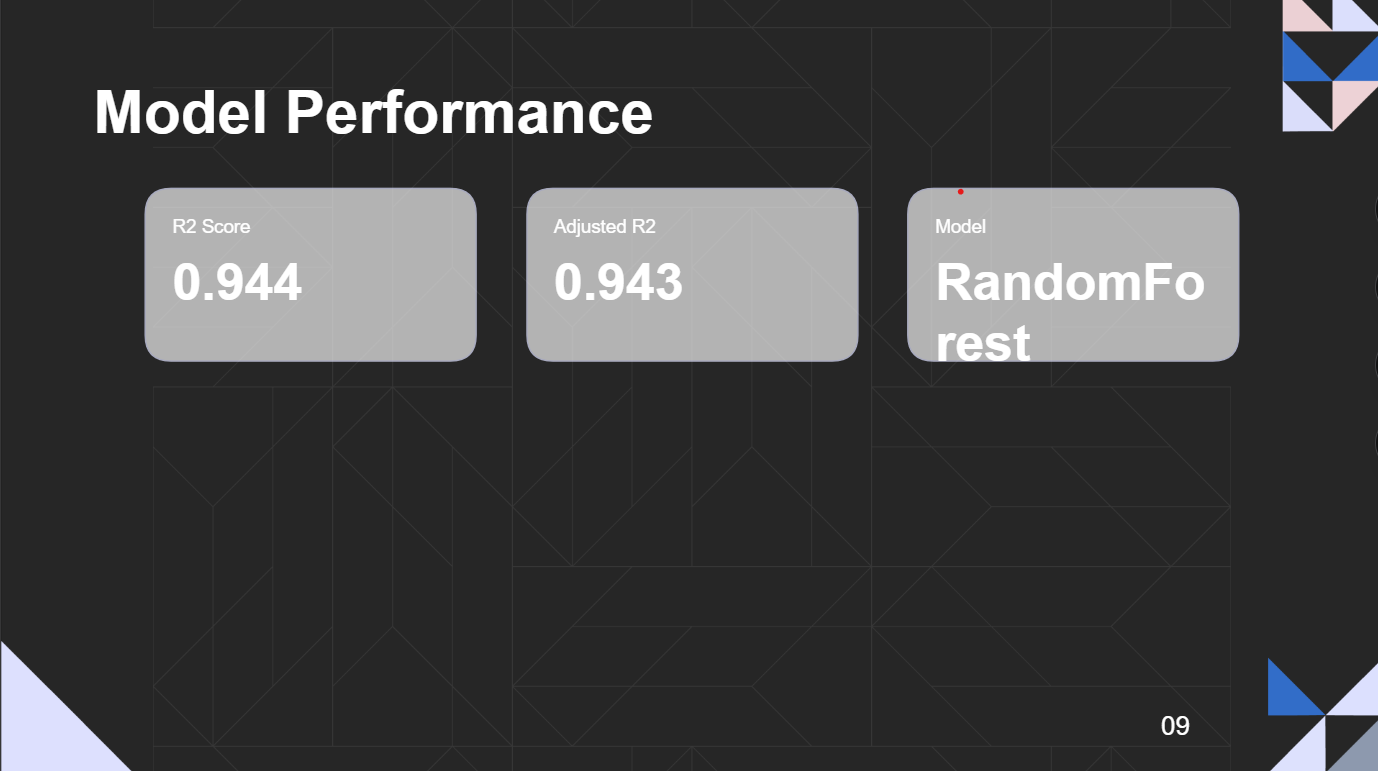 Model Performance
R2 Score
0.944
Adjusted R2
0.943
Model
RandomFo
rest
09